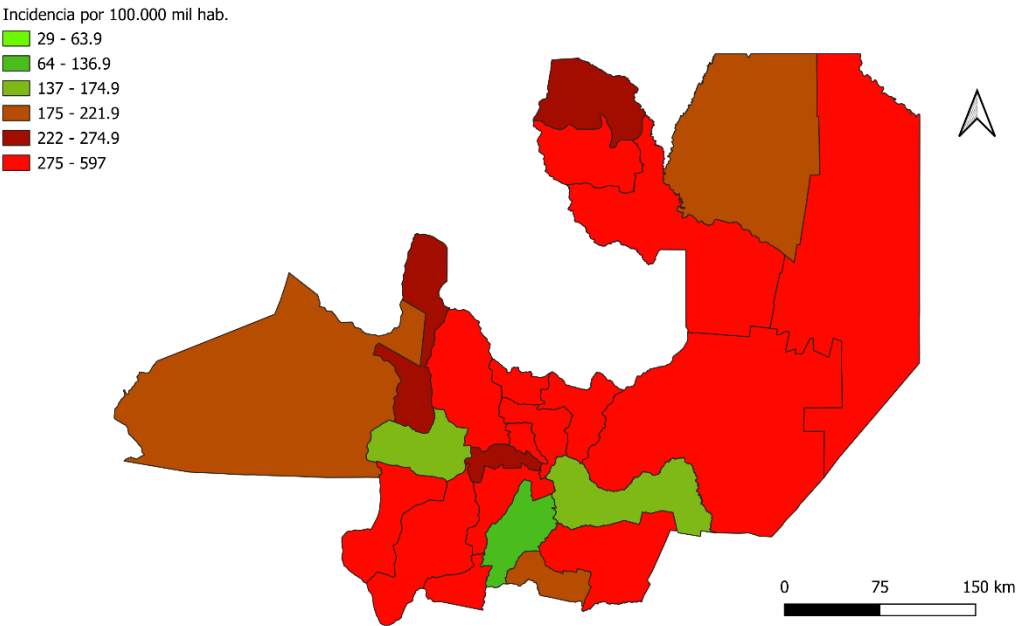 Incidencia por 100.000 mil hab.
29 - 63.9
64 - 136.9
137 - 174.9
175 - 221.9
222 - 274.9
275 - 597
0 75 150 km